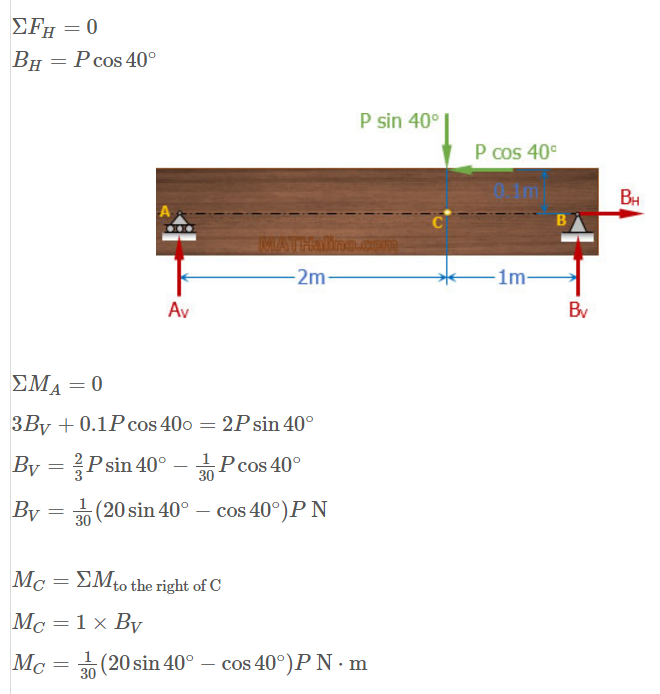 ΣF_H = 0
B_H = P cos 40°
P sin 40°
P cos 40°
0.1m
B_H
A
C
B
MATHalino.com
2m
1m
A_V
B_V
ΣM_A = 0
3B_V + 0.1P cos 40∘ = 2P sin 40°
B_V = 2/3 P sin 40° − 1/30 P cos 40°
B_V = 1/30 (20 sin 40° − cos 40°)P N
M_C = ΣM_to the right of C
M_C = 1 × B_V
M_C = 1/30 (20 sin 40° − cos 40°)P N · m